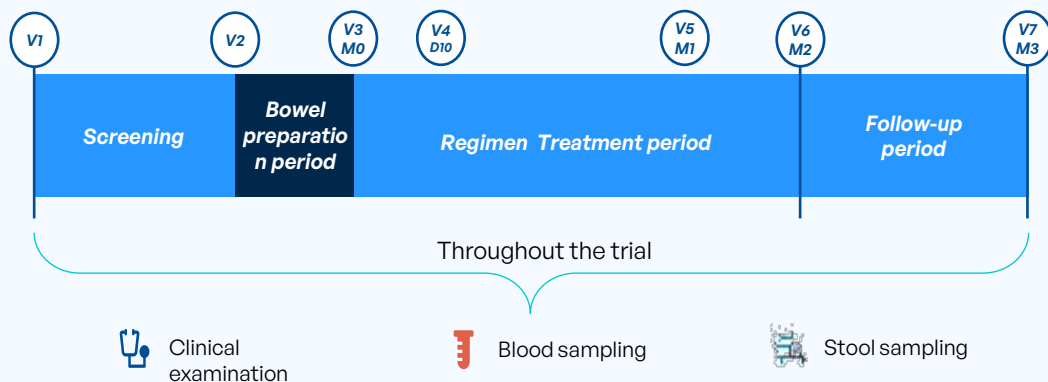 V1
V2
V3
M0
V4
D10
V5
M1
V6
M2
V7
M3
Screening
Bowel
preparatio
n period
Regimen Treatment period
Follow-up
period
Throughout the trial
Clinical
examination
Blood sampling
Stool sampling